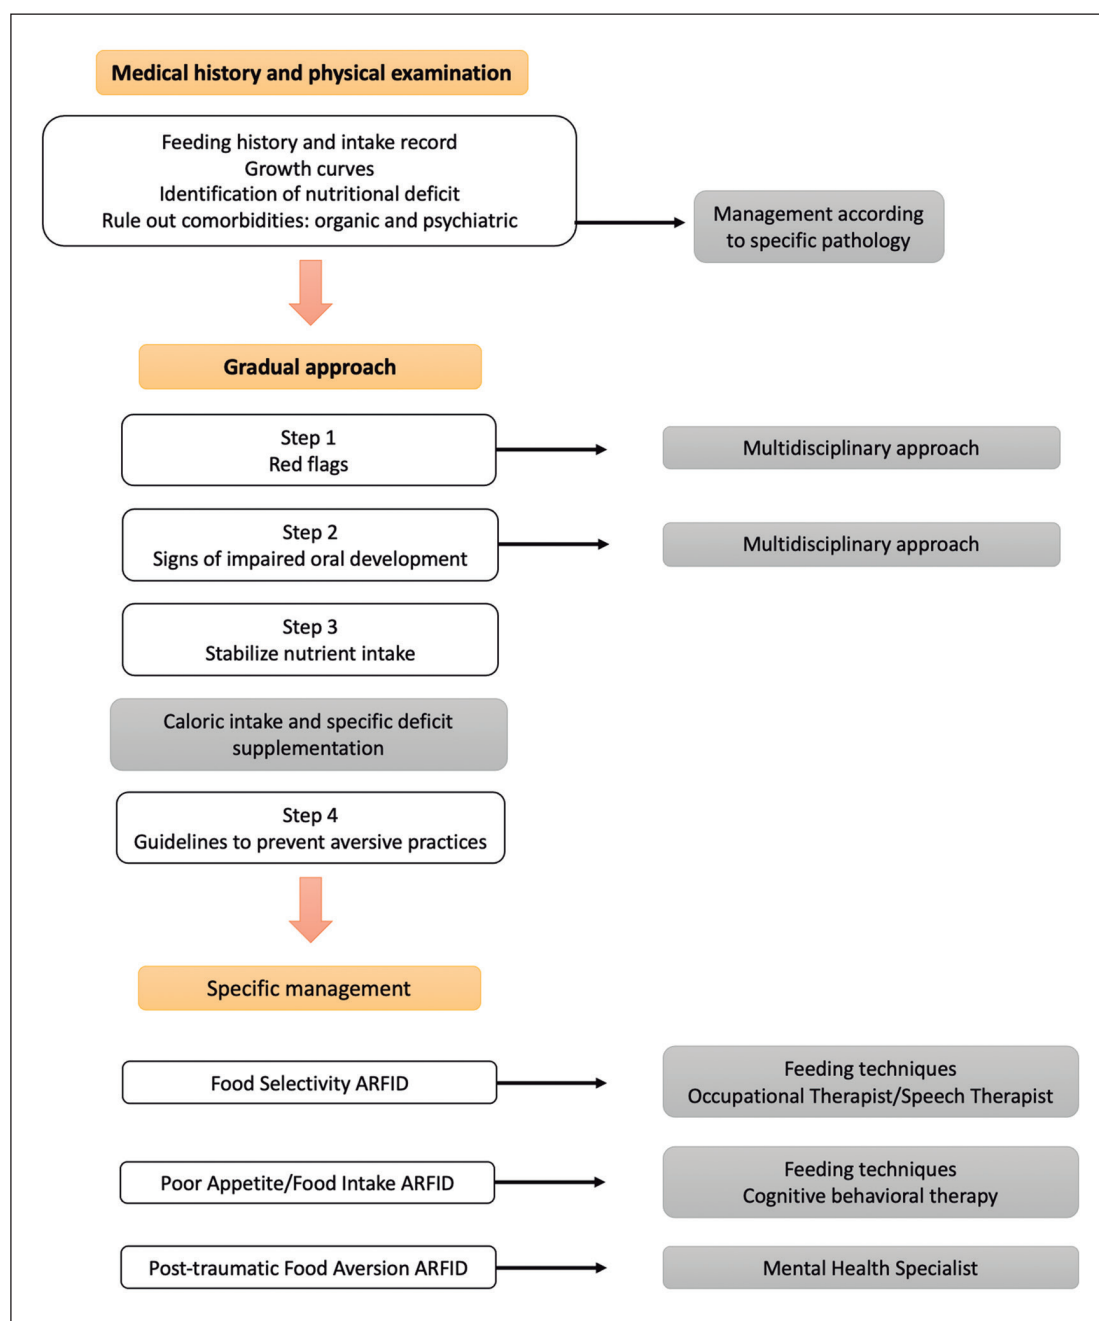 Medical history and physical examination
Feeding history and intake record
Growth curves
Identification of nutritional deficit
Rule out comorbidities: organic and psychiatric
Management according
to specific pathology
Gradual approach
Step 1
Red flags
Multidisciplinary approach
Step 2
Signs of impaired oral development
Multidisciplinary approach
Step 3
Stabilize nutrient intake
Caloric intake and specific deficit
supplementation
Step 4
Guidelines to prevent aversive practices
Specific management
Food Selectivity ARFID
Feeding techniques
Occupational Therapist/Speech Therapist
Poor Appetite/Food Intake ARFID
Feeding techniques
Cognitive behavioral therapy
Post-traumatic Food Aversion ARFID
Mental Health Specialist